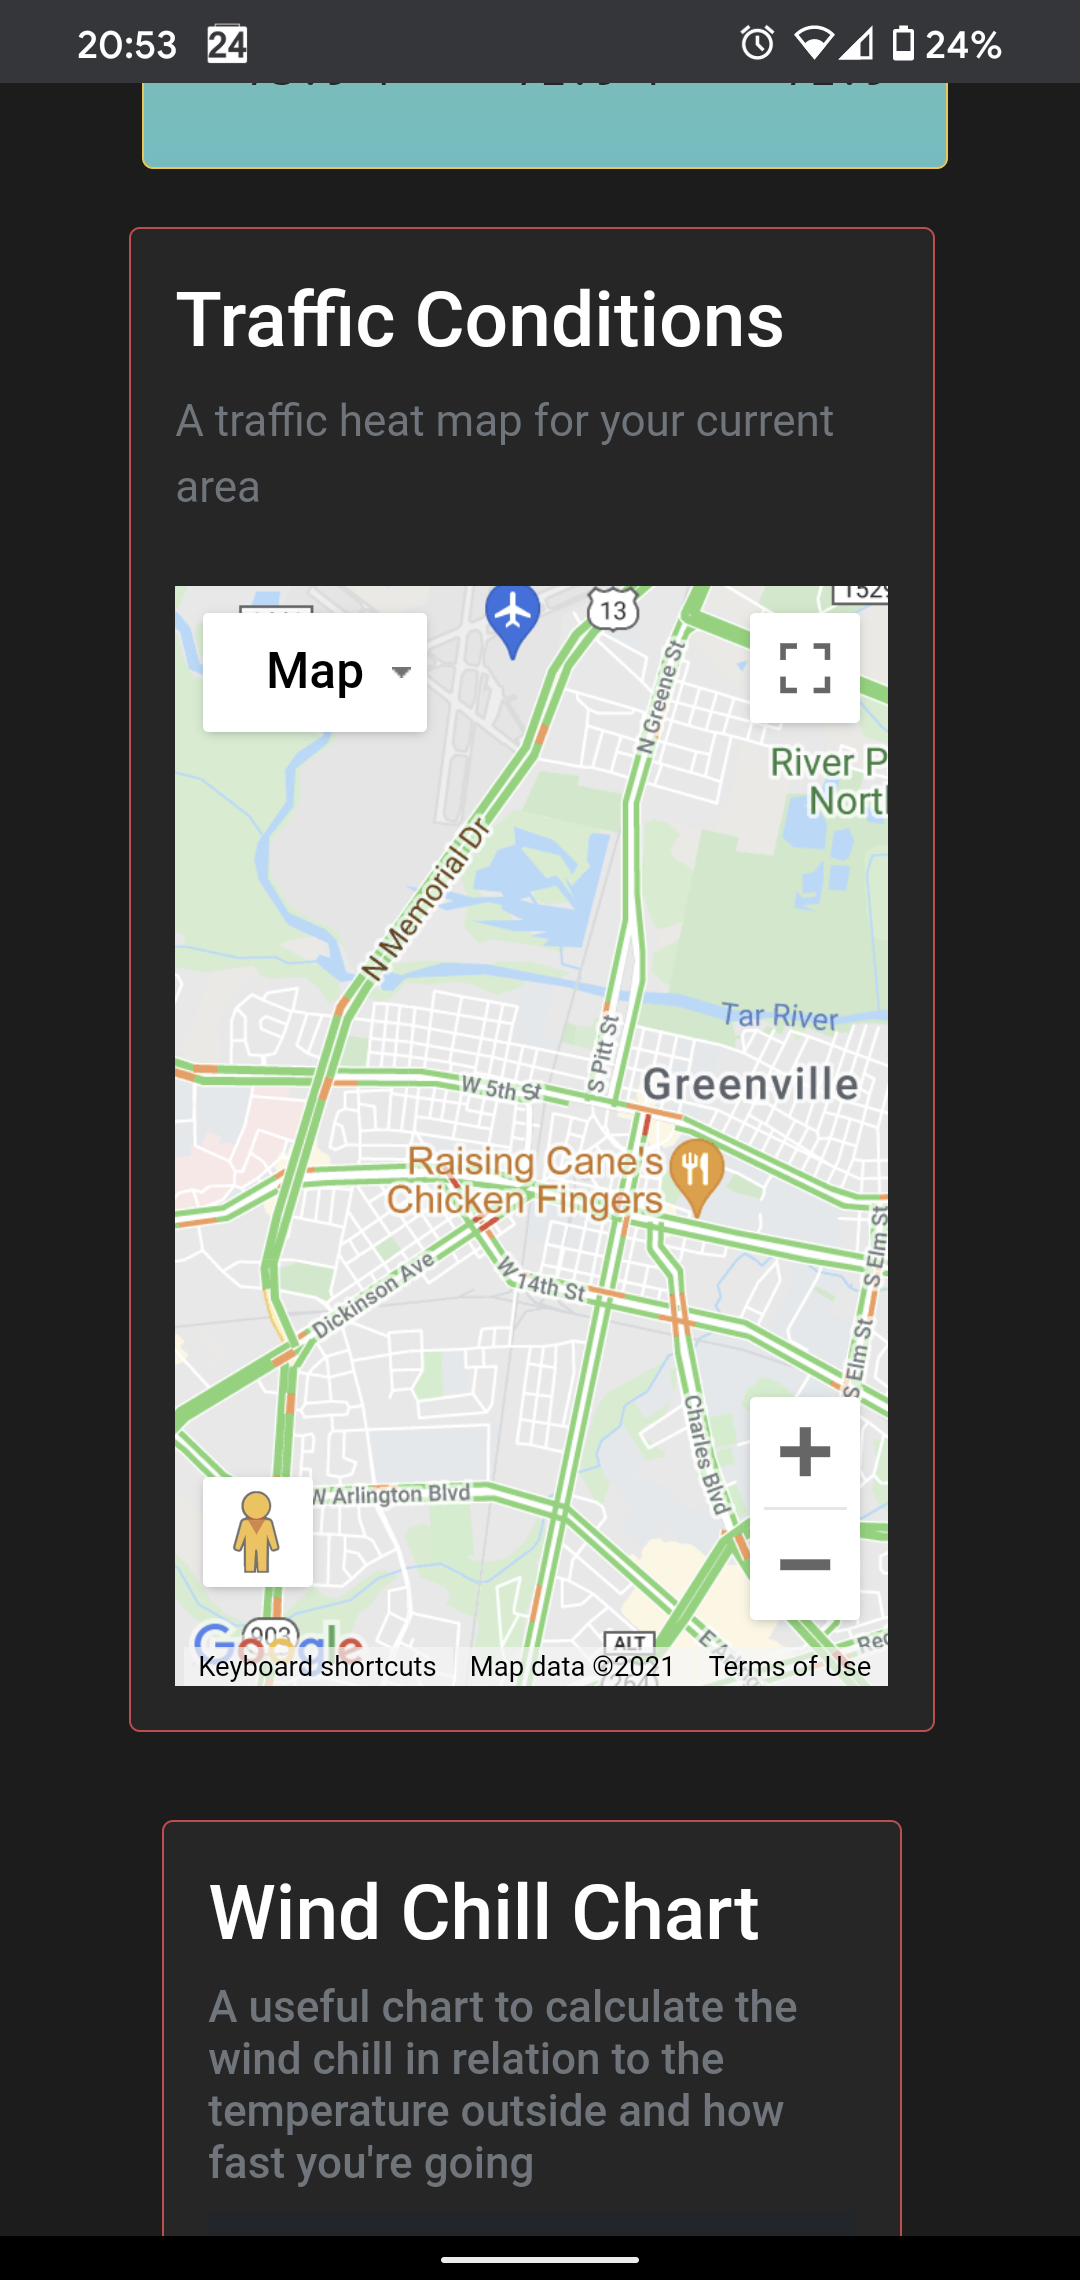 20:53 24 24%
Traffic Conditions
A traffic heat map for your current
area
Map
13
N Greene St
River P
North
N Memorial Dr
Tar River
S Pitt St
W 5th St
Greenville
Raising Cane's
Chicken Fingers
S Elm St
W 14th St
Dickinson Ave
S Elm St
Charles Blvd
W Arlington Blvd
903
ALT
Google
Keyboard shortcuts Map data ©2021 Terms of Use
Wind Chill Chart
A useful chart to calculate the
wind chill in relation to the
temperature outside and how
fast you're going